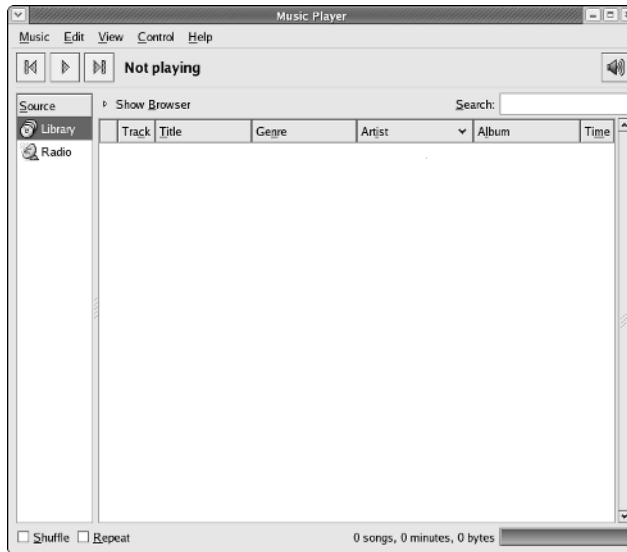 Music Player
Music Edit View Control Help
Not playing
Source
Show Browser
Search:
Library
Track Title Genre Artist Album Time
Radio
Shuffle Repeat
0 songs, 0 minutes, 0 bytes